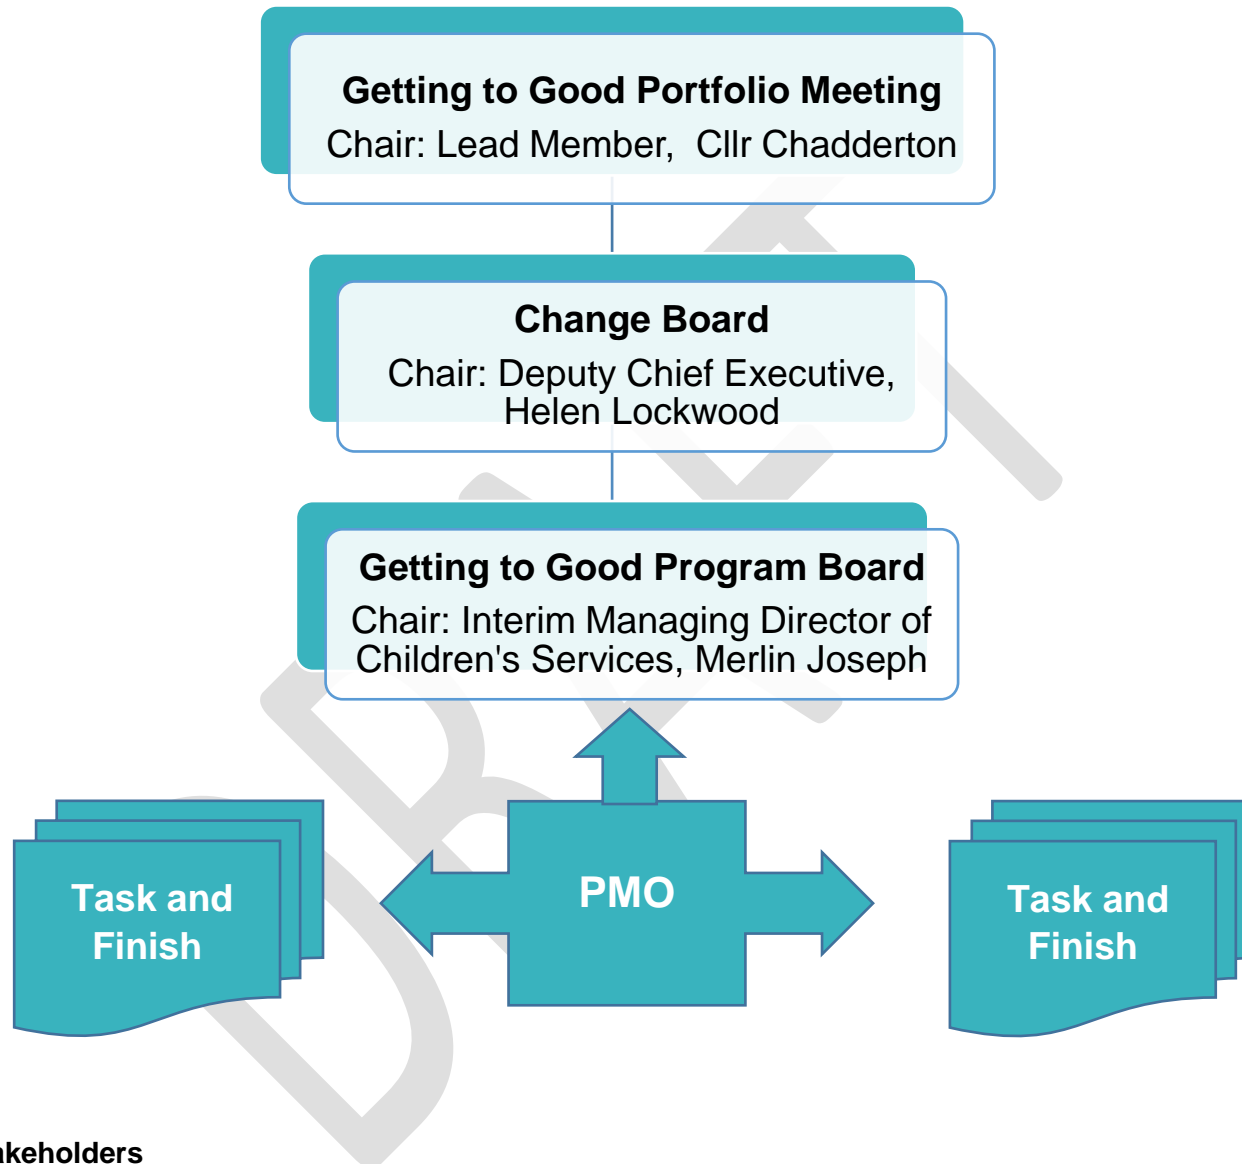 Getting to Good Portfolio Meeting
Chair: Lead Member, Cllr Chadderton
Change Board
Chair: Deputy Chief Executive,
Helen Lockwood
Getting to Good Program Board
Chair: Interim Managing Director of
Children's Services, Merlin Joseph
PMO
Task and
Finish
Task and
Finish
DRAFT
akeholders